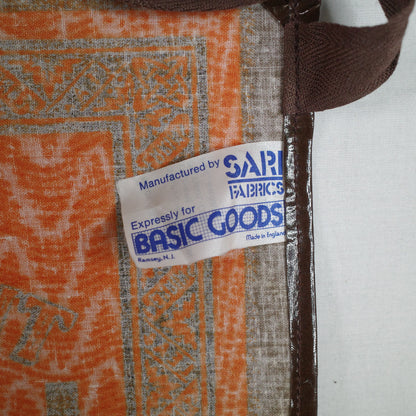 Manufactured by SARI
FABRICS
Expressly for
BASIC GOODS
Ramsey, N.J. Made in England